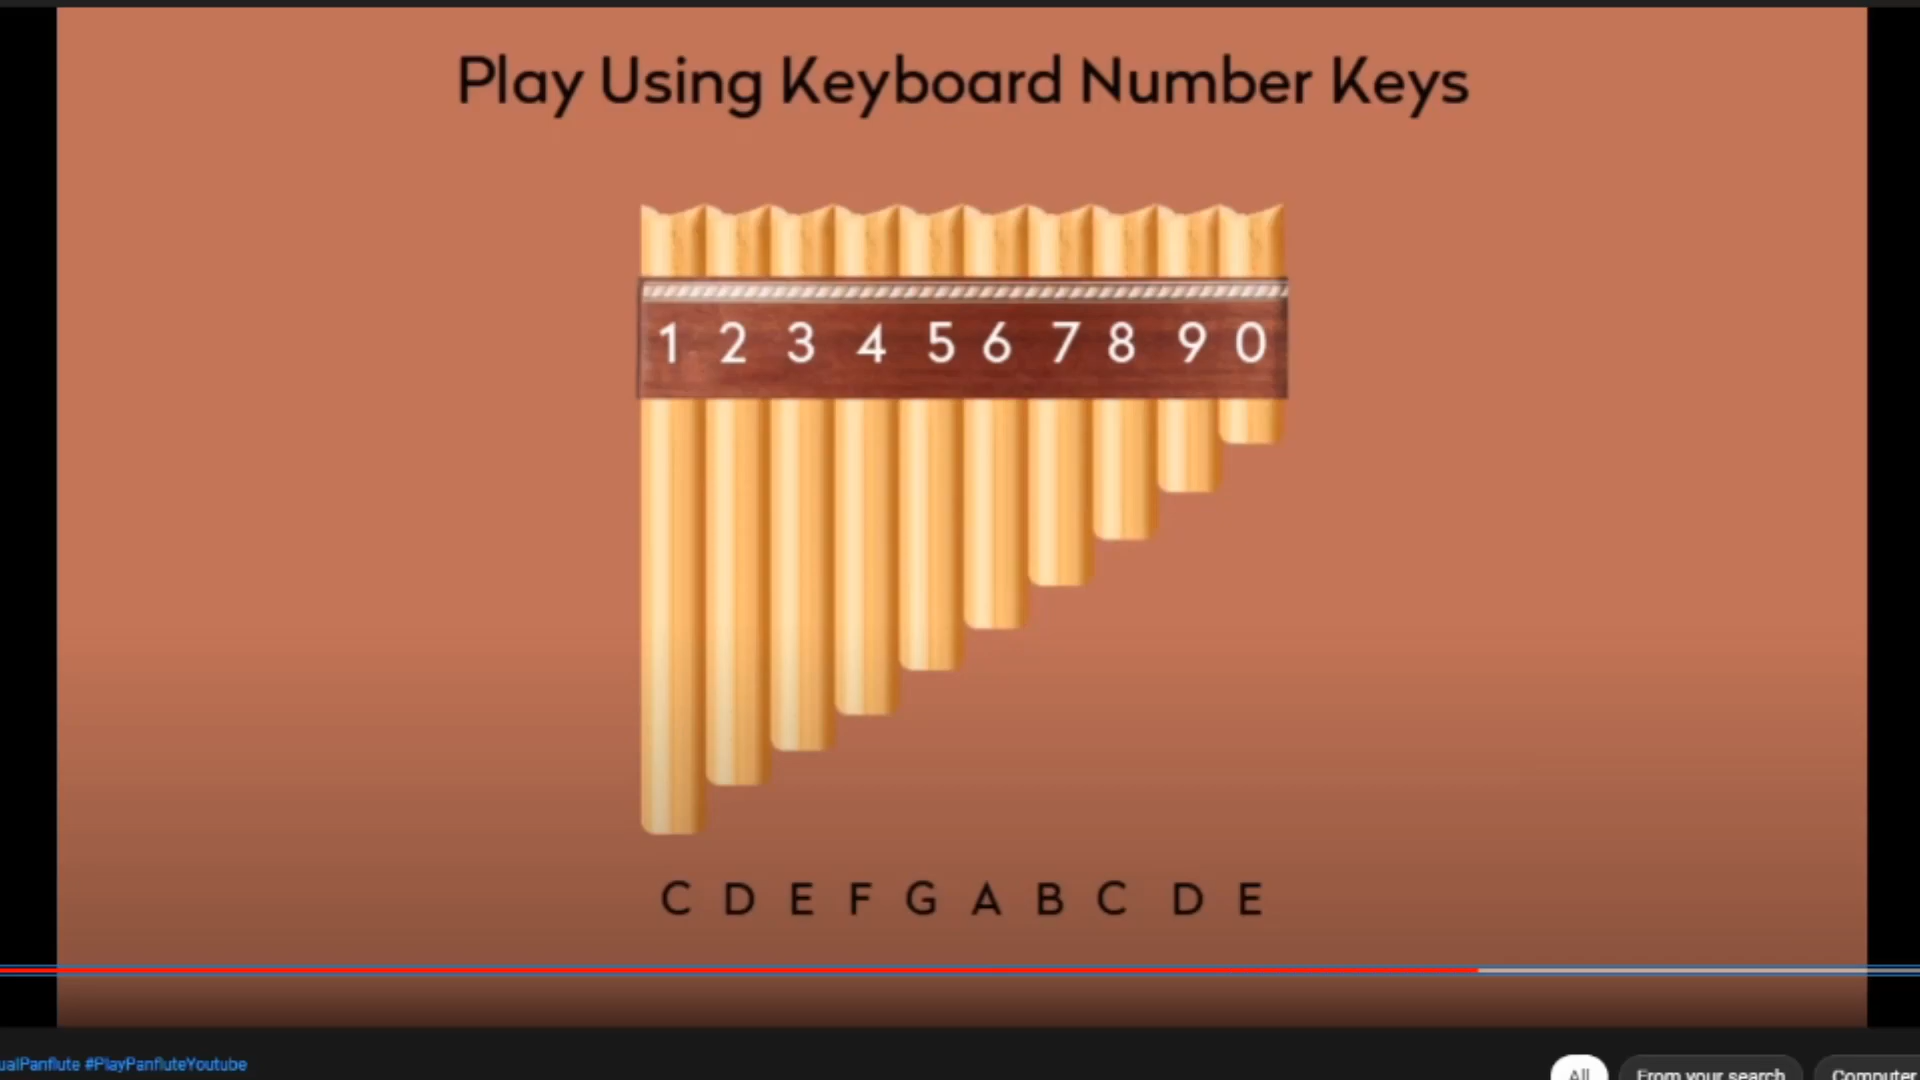 Play Using Keyboard Number Keys
1 2 3 4 5 6 7 8 9 0
C D E F G A B C D E
#PlayPanfluteYoutube
All From your search Computer